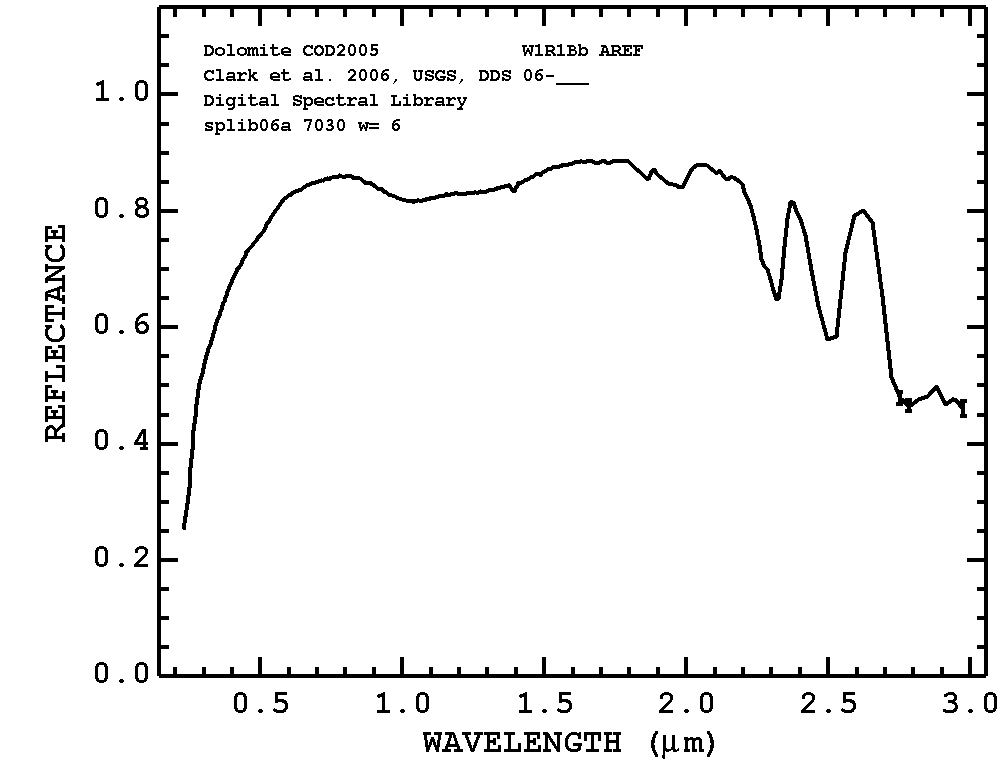 Dolomite COD2005 W1R1Bb AREF
Clark et al. 2006, USGS, DDS 06-___
Digital Spectral Library
splib06a 7030 w= 6
1.0
0.8
0.6
0.4
0.2
0.0
REFLECTANCE
0.5 1.0 1.5 2.0 2.5 3.0
WAVELENGTH (μm)